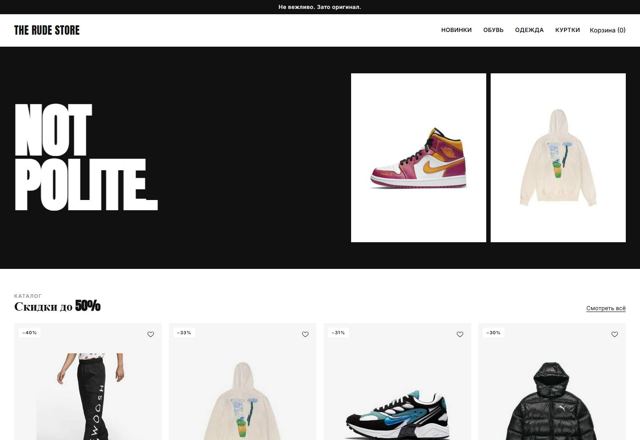 Не вежливо. Зато оригинал.
THE RUDE STORE
НОВИНКИ ОБУВЬ ОДЕЖДА КУРТКИ Корзина (0)
NOT
POLITE.
КАТАЛОГ
Скидки до 50%
Смотреть всё
−40%
−33%
−31%
−30%
SWOOSH